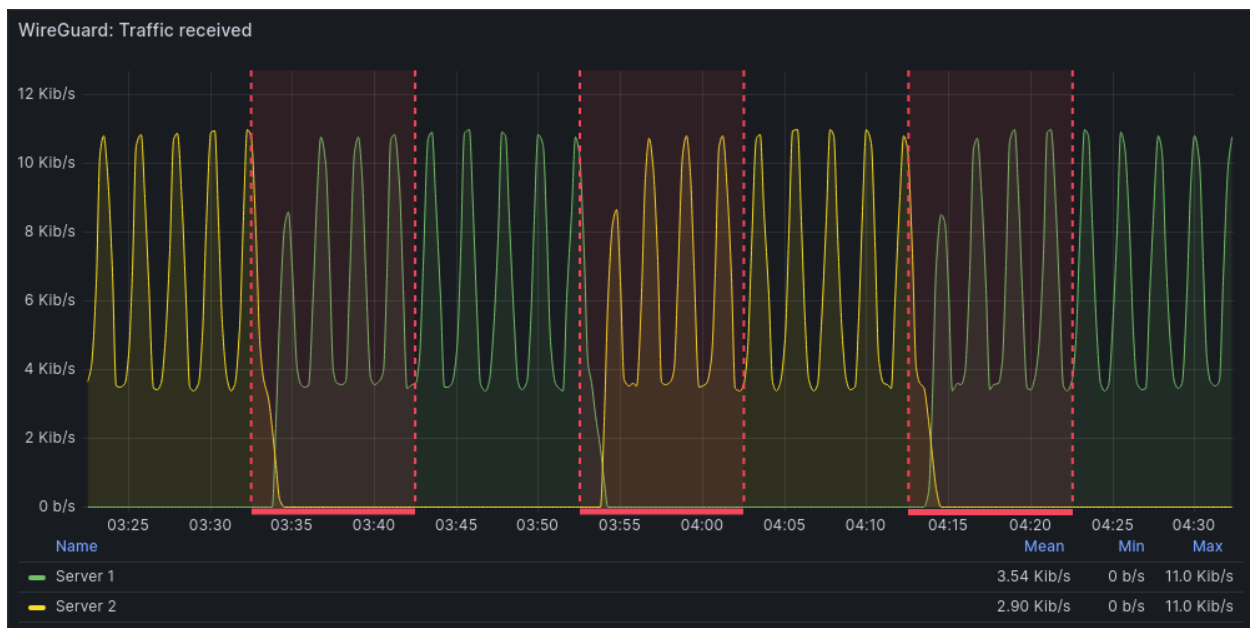 WireGuard: Traffic received
12 Kib/s
10 Kib/s
8 Kib/s
6 Kib/s
4 Kib/s
2 Kib/s
0 b/s
03:25 03:30 03:35 03:40 03:45 03:50 03:55 04:00 04:05 04:10 04:15 04:20 04:25 04:30
Name Mean Min Max
Server 1 3.54 Kib/s 0 b/s 11.0 Kib/s
Server 2 2.90 Kib/s 0 b/s 11.0 Kib/s